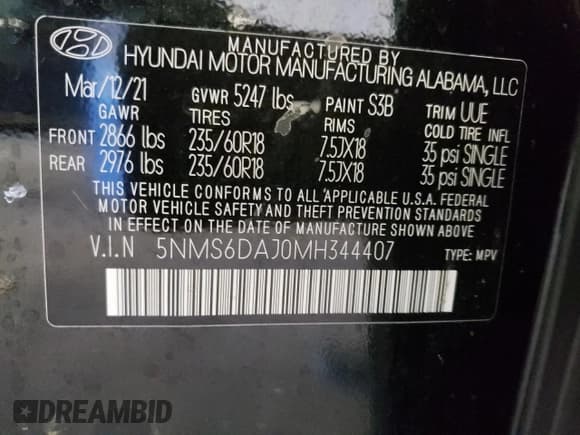 MANUFACTURED BY
HYUNDAI MOTOR MANUFACTURING ALABAMA, LLC
Mar/12/21 GVWR 5247 lbs PAINT S3B TRIM UUE
GAWR TIRES RIMS COLD TIRE INFL
FRONT 2866 lbs 235/60R18 7.5JX18 35 psi SINGLE
REAR 2976 lbs 235/60R18 7.5JX18 35 psi SINGLE
THIS VEHICLE CONFORMS TO ALL APPLICABLE U.S.A. FEDERAL
MOTOR VEHICLE SAFETY AND THEFT PREVENTION STANDARDS
IN EFFECT ON THE DATE OF MANUFACTURE SHOWN ABOVE
V.I.N 5NMS6DAJ0MH344407 TYPE: MPV
DREAMBID